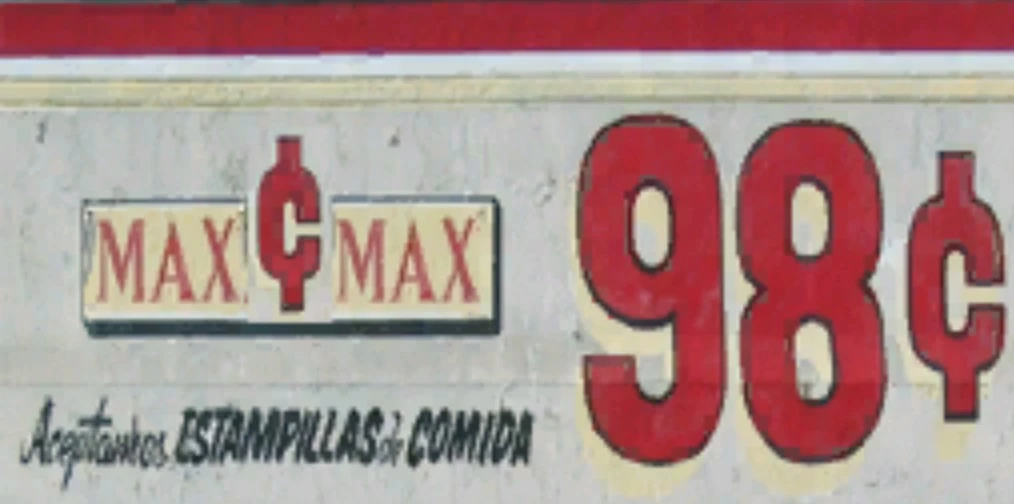 MAX ¢ MAX
98¢
Aceptamos ESTAMPILLAS de COMIDA